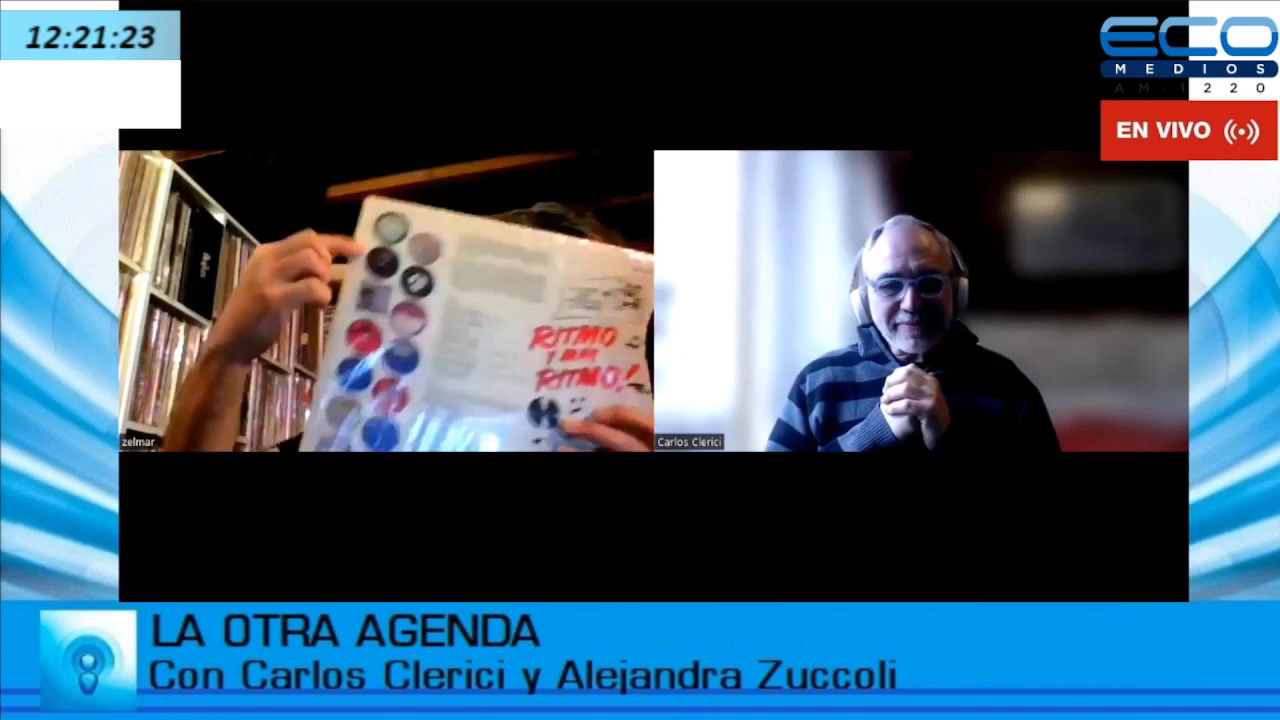 12:21:23
ECO
MEDIOS
AM·1220
EN VIVO
RITMO
Y MAS
RITMO!
zelmar
Carlos Clerici
LA OTRA AGENDA
Con Carlos Clerici y Alejandra Zuccoli